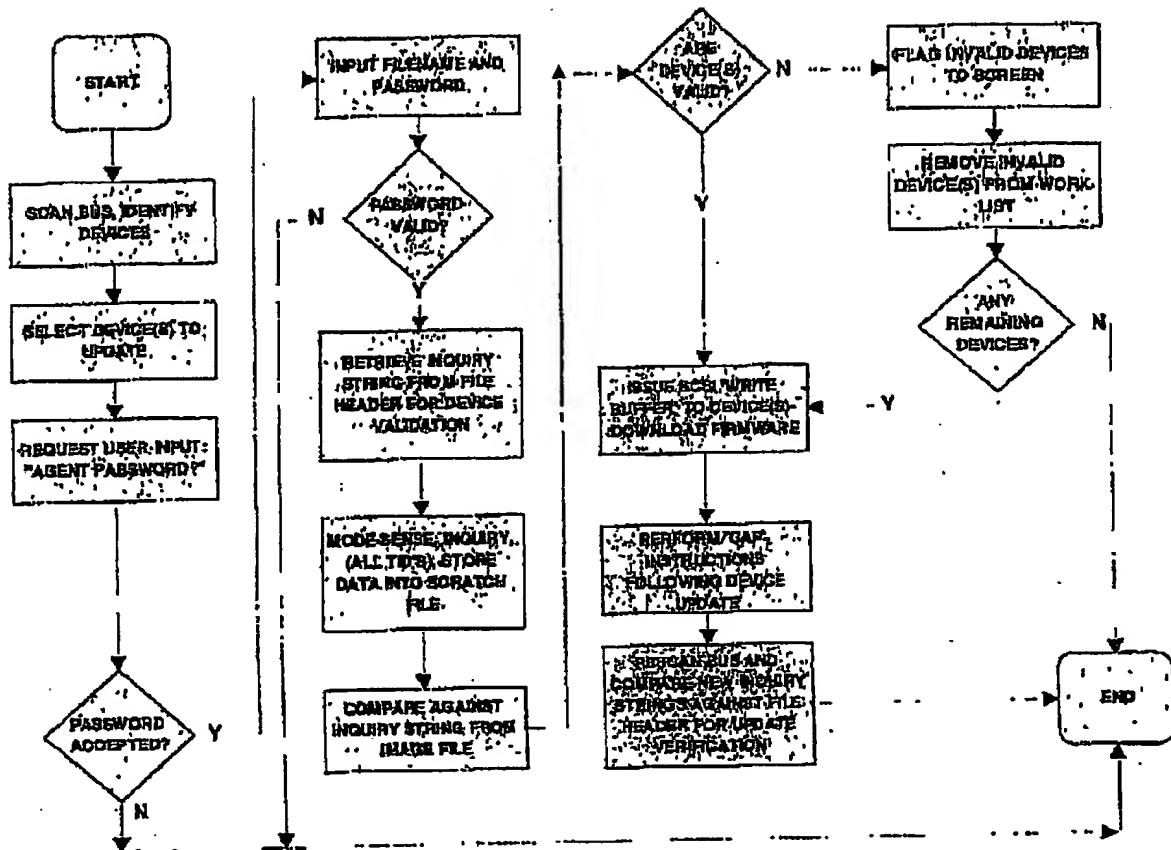 START
SCAN BUS, IDENTIFY
DEVICES
SELECT DEVICE(S) TO
UPDATE
REQUEST USER INPUT:
"AGENT PASSWORD?"
PASSWORD
ACCEPTED?
Y
N
INPUT FILENAME AND
PASSWORD
PASSWORD
VALID?
N
Y
RETRIEVE INQUIRY
STRING FROM FILE
HEADER FOR DEVICE
VALIDATION
MODE SENSE, INQUIRY
(ALL TID'S), STORE
DATA INTO SCRATCH
FILE
COMPARE AGAINST
INQUIRY STRING FROM
IMAGE FILE
ARE
DEVICE(S)
VALID?
N
Y
ISSUE SCSI WRITE
BUFFER TO DEVICE(S)
DOWNLOAD FIRMWARE
PERFORM
INSTRUCTIONS
FOLLOWING DEVICE
UPDATE
RESCAN BUS AND
COMPARE NEW INQUIRY
STRINGS AGAINST FILE
HEADER FOR UPDATE
VERIFICATION
FLAG INVALID DEVICES
TO SCREEN
REMOVE INVALID
DEVICE(S) FROM WORK
LIST
ANY
REMAINING
DEVICES?
N
Y
END